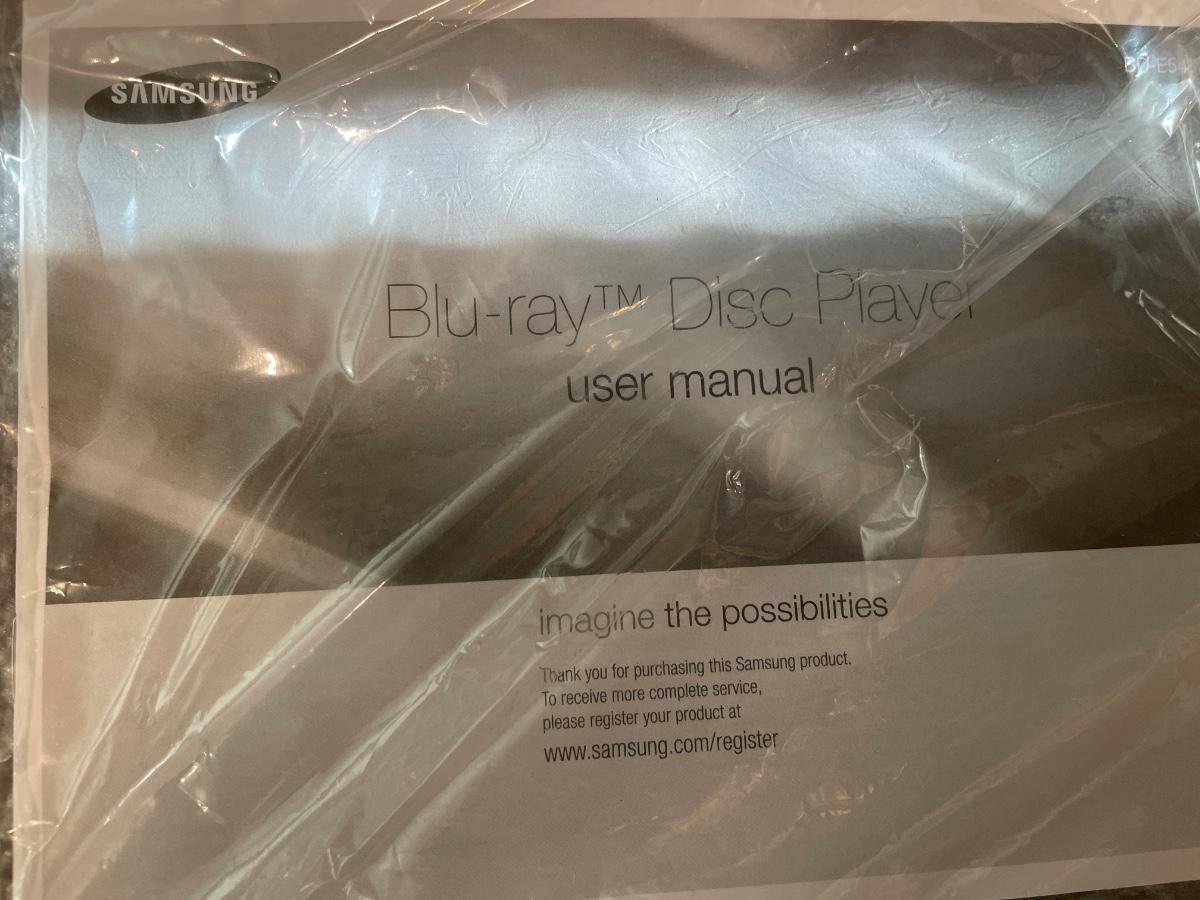 SAMSUNG
Blu-ray™ Disc Player
user manual
imagine the possibilities
Thank you for purchasing this Samsung product.
To receive more complete service,
please register your product at
www.samsung.com/register